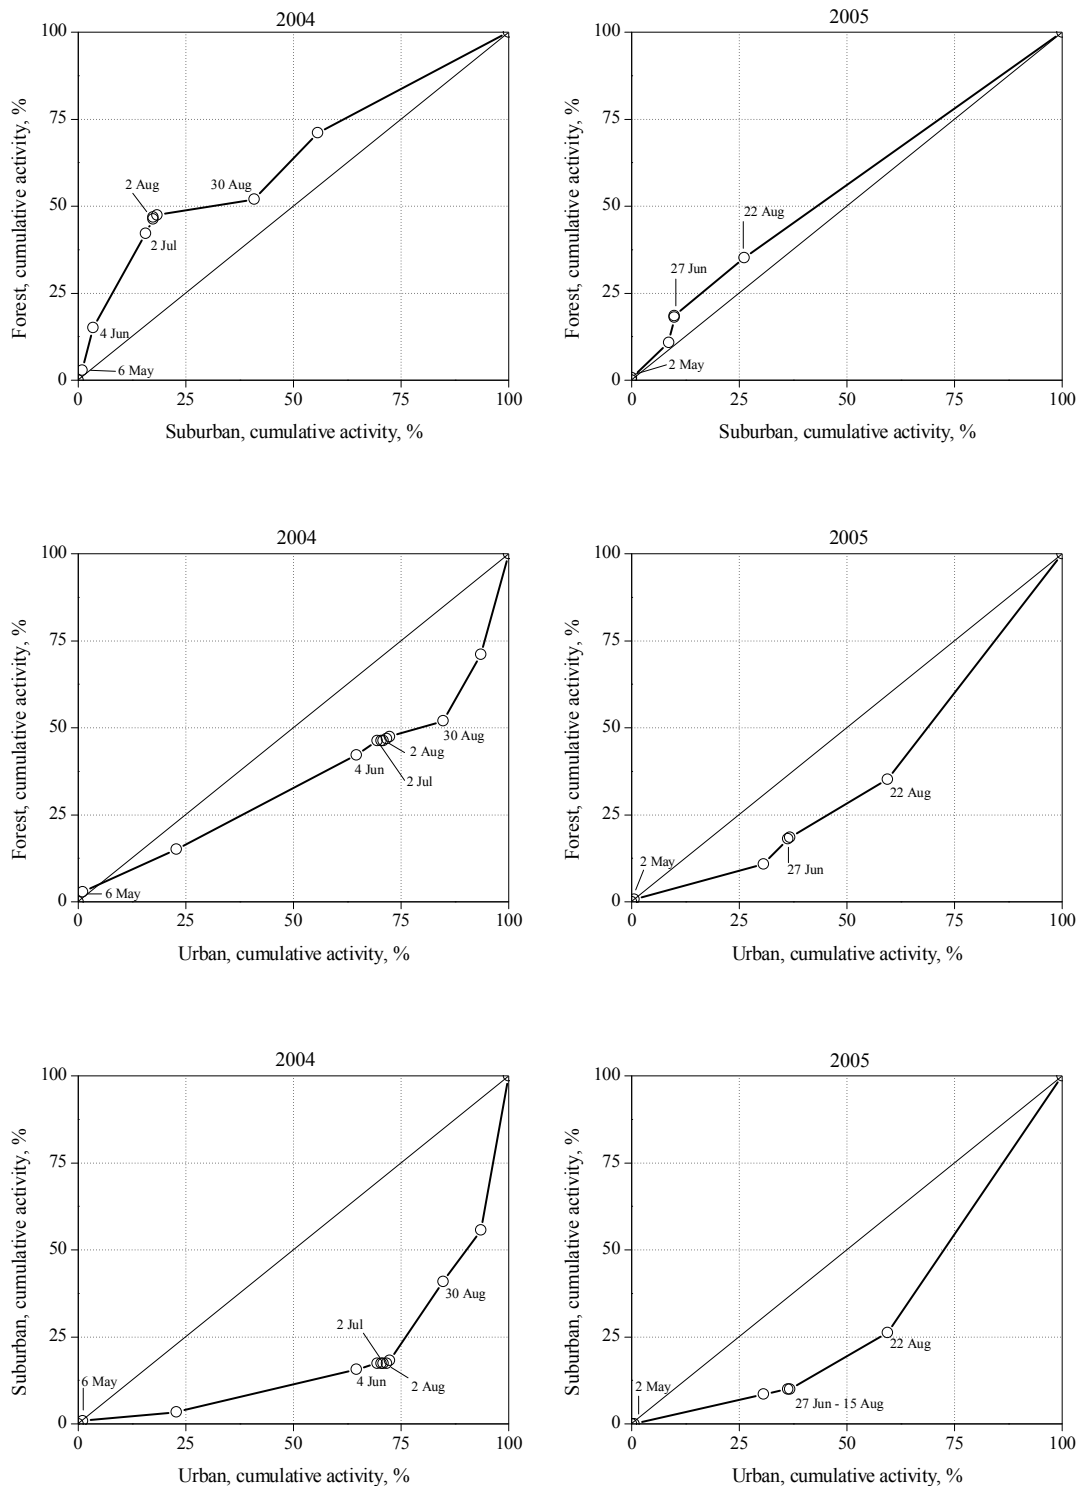 2004
100
75
50
25
0
Forest, cumulative activity, %
2 Aug
30 Aug
2 Jul
4 Jun
6 May
0
25
50
75
100
Suburban, cumulative activity, %
2005
100
75
50
25
0
Forest, cumulative activity, %
22 Aug
27 Jun
2 May
0
25
50
75
100
Suburban, cumulative activity, %
2004
100
75
50
25
0
Forest, cumulative activity, %
30 Aug
2 Aug
4 Jun
2 Jul
6 May
0
25
50
75
100
Urban, cumulative activity, %
2005
100
75
50
25
0
Forest, cumulative activity, %
22 Aug
2 May
27 Jun
0
25
50
75
100
Urban, cumulative activity, %
2004
100
75
50
25
0
Suburban, cumulative activity, %
30 Aug
2 Jul
4 Jun
2 Aug
6 May
0
25
50
75
100
Urban, cumulative activity, %
2005
100
75
50
25
0
Suburban, cumulative activity, %
22 Aug
2 May
27 Jun - 15 Aug
0
25
50
75
100
Urban, cumulative activity, %